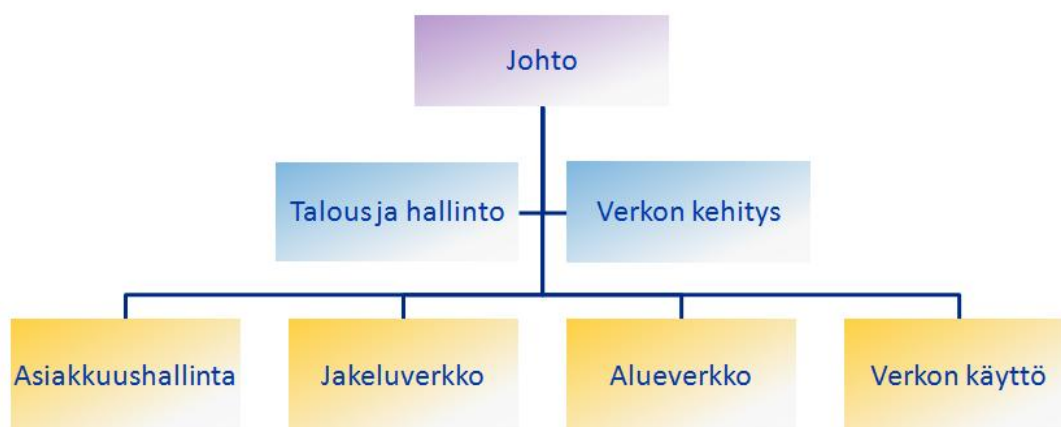 Johto
Talous ja hallinto
Verkon kehitys
Asiakkuushallinta
Jakeluverkko
Alueverkko
Verkon käyttö